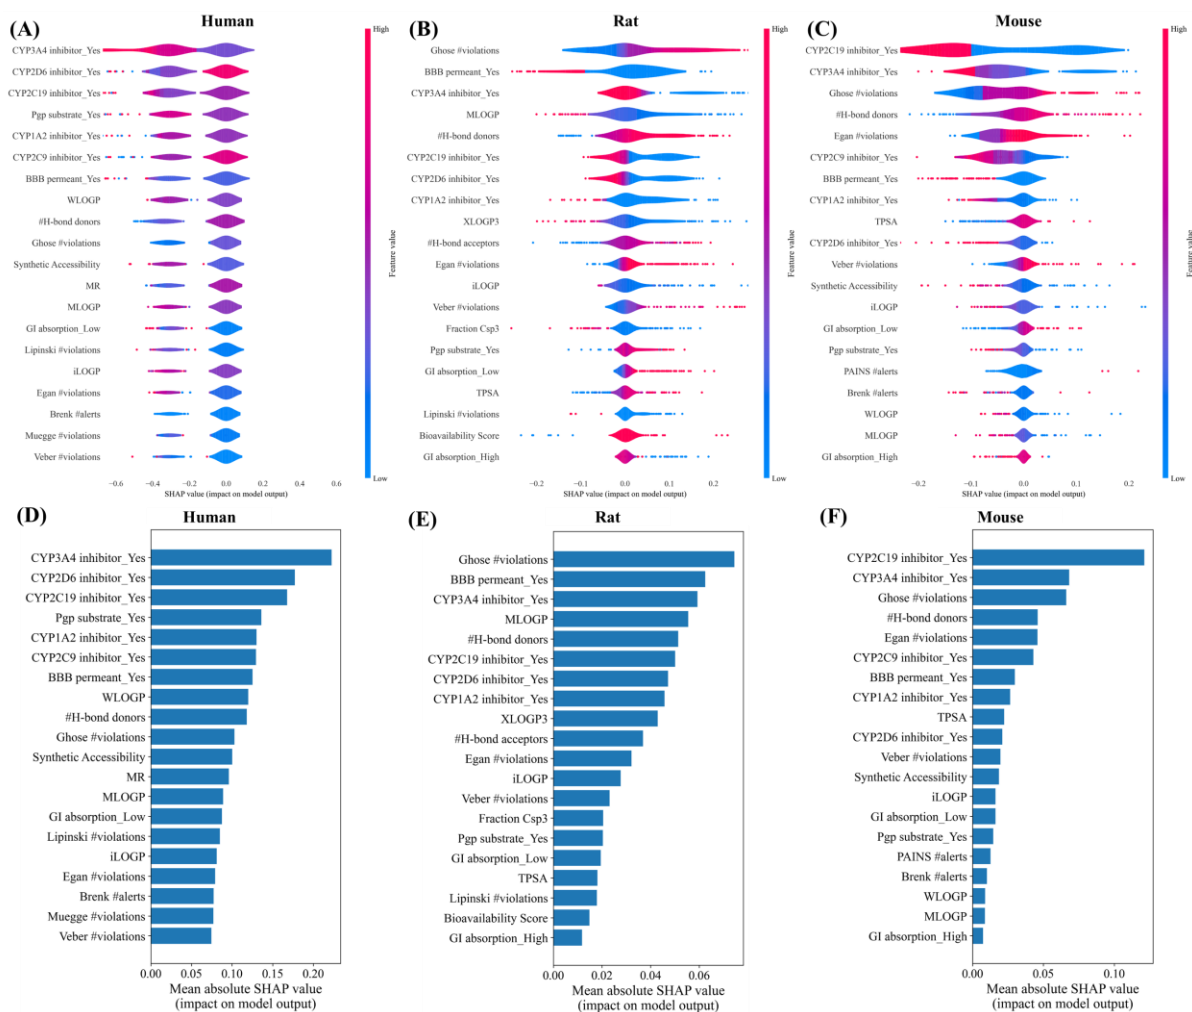 (A)
Human
High
CYP3A4 inhibitor_Yes
CYP2D6 inhibitor_Yes
CYP2C19 inhibitor_Yes
Pgp substrate_Yes
CYP1A2 inhibitor_Yes
CYP2C9 inhibitor_Yes
BBB permeant_Yes
WLOGP
#H-bond donors
Ghose #violations
Synthetic Accessibility
MR
MLOGP
GI absorption_Low
Lipinski #violations
iLOGP
Egan #violations
Brenk #alerts
Muegge #violations
Veber #violations
Feature value
Low
-0.6 -0.4 -0.2 0.0 0.2 0.4 0.6
SHAP value (impact on model output)
(B)
Rat
High
Ghose #violations
BBB permeant_Yes
CYP3A4 inhibitor_Yes
MLOGP
#H-bond donors
CYP2C19 inhibitor_Yes
CYP2D6 inhibitor_Yes
CYP1A2 inhibitor_Yes
XLOGP3
#H-bond acceptors
Egan #violations
iLOGP
Veber #violations
Fraction Csp3
Pgp substrate_Yes
GI absorption_Low
TPSA
Lipinski #violations
Bioavailability Score
GI absorption_High
Feature value
Low
-0.2 -0.1 0.0 0.1 0.2
SHAP value (impact on model output)
(C)
Mouse
High
CYP2C19 inhibitor_Yes
CYP3A4 inhibitor_Yes
Ghose #violations
#H-bond donors
Egan #violations
CYP2C9 inhibitor_Yes
BBB permeant_Yes
CYP1A2 inhibitor_Yes
TPSA
CYP2D6 inhibitor_Yes
Veber #violations
Synthetic Accessibility
iLOGP
GI absorption_Low
Pgp substrate_Yes
PAINS #alerts
Brenk #alerts
WLOGP
MLOGP
GI absorption_High
Feature value
Low
-0.2 -0.1 0.0 0.1 0.2
SHAP value (impact on model output)
(D)
Human
CYP3A4 inhibitor_Yes
CYP2D6 inhibitor_Yes
CYP2C19 inhibitor_Yes
Pgp substrate_Yes
CYP1A2 inhibitor_Yes
CYP2C9 inhibitor_Yes
BBB permeant_Yes
WLOGP
#H-bond donors
Ghose #violations
Synthetic Accessibility
MR
MLOGP
GI absorption_Low
Lipinski #violations
iLOGP
Egan #violations
Brenk #alerts
Muegge #violations
Veber #violations
0.00 0.05 0.10 0.15 0.20
Mean absolute SHAP value
(impact on model output)
(E)
Rat
Ghose #violations
BBB permeant_Yes
CYP3A4 inhibitor_Yes
MLOGP
#H-bond donors
CYP2C19 inhibitor_Yes
CYP2D6 inhibitor_Yes
CYP1A2 inhibitor_Yes
XLOGP3
#H-bond acceptors
Egan #violations
iLOGP
Veber #violations
Fraction Csp3
Pgp substrate_Yes
GI absorption_Low
TPSA
Lipinski #violations
Bioavailability Score
GI absorption_High
0.00 0.02 0.04 0.06
Mean absolute SHAP value
(impact on model output)
(F)
Mouse
CYP2C19 inhibitor_Yes
CYP3A4 inhibitor_Yes
Ghose #violations
#H-bond donors
Egan #violations
CYP2C9 inhibitor_Yes
BBB permeant_Yes
CYP1A2 inhibitor_Yes
TPSA
CYP2D6 inhibitor_Yes
Veber #violations
Synthetic Accessibility
iLOGP
GI absorption_Low
Pgp substrate_Yes
PAINS #alerts
Brenk #alerts
WLOGP
MLOGP
GI absorption_High
0.00 0.05 0.10
Mean absolute SHAP value
(impact on model output)